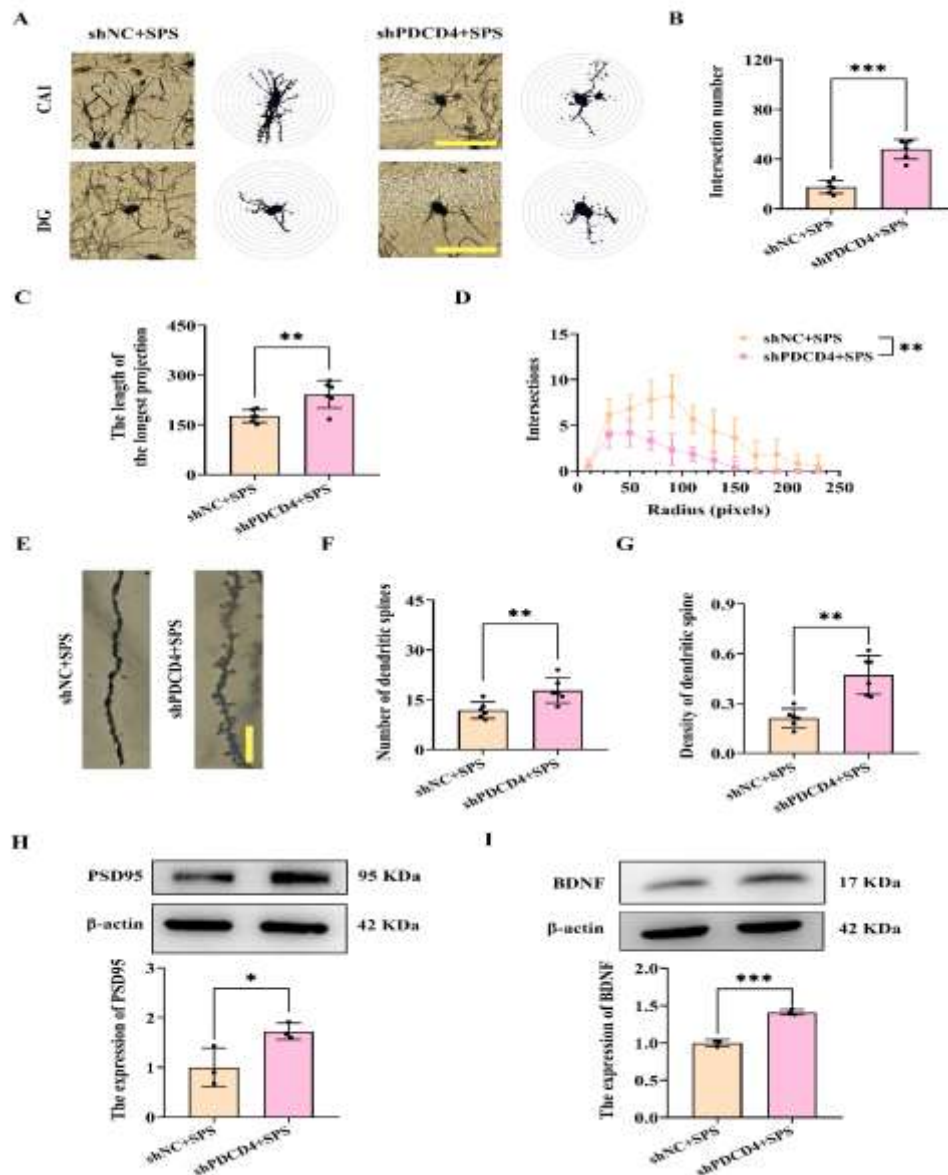 A
shNC+SPS
shPDCD4+SPS
CA1
DG
B
Intersection number
120
80
40
0
***
shNC+SPS
shPDCD4+SPS
C
The length of
the longest projection
450
300
150
0
**
shNC+SPS
shPDCD4+SPS
D
Intersections
15
10
5
0
shNC+SPS
shPDCD4+SPS
**
0 50 100 150 200 250
Radius (pixels)
E
shNC+SPS
shPDCD4+SPS
F
Number of dendritic spines
45
30
15
0
**
shNC+SPS
shPDCD4+SPS
G
Density of dendritic spine
0.9
0.6
0.3
0.0
**
shNC+SPS
shPDCD4+SPS
H
PSD95 95 KDa
β-actin 42 KDa
The expression of PSD95
3
2
1
0
*
shNC+SPS
shPDCD4+SPS
I
BDNF 17 KDa
β-actin 42 KDa
The expression of BDNF
2.0
1.5
1.0
0.5
0.0
***
shNC+SPS
shPDCD4+SPS